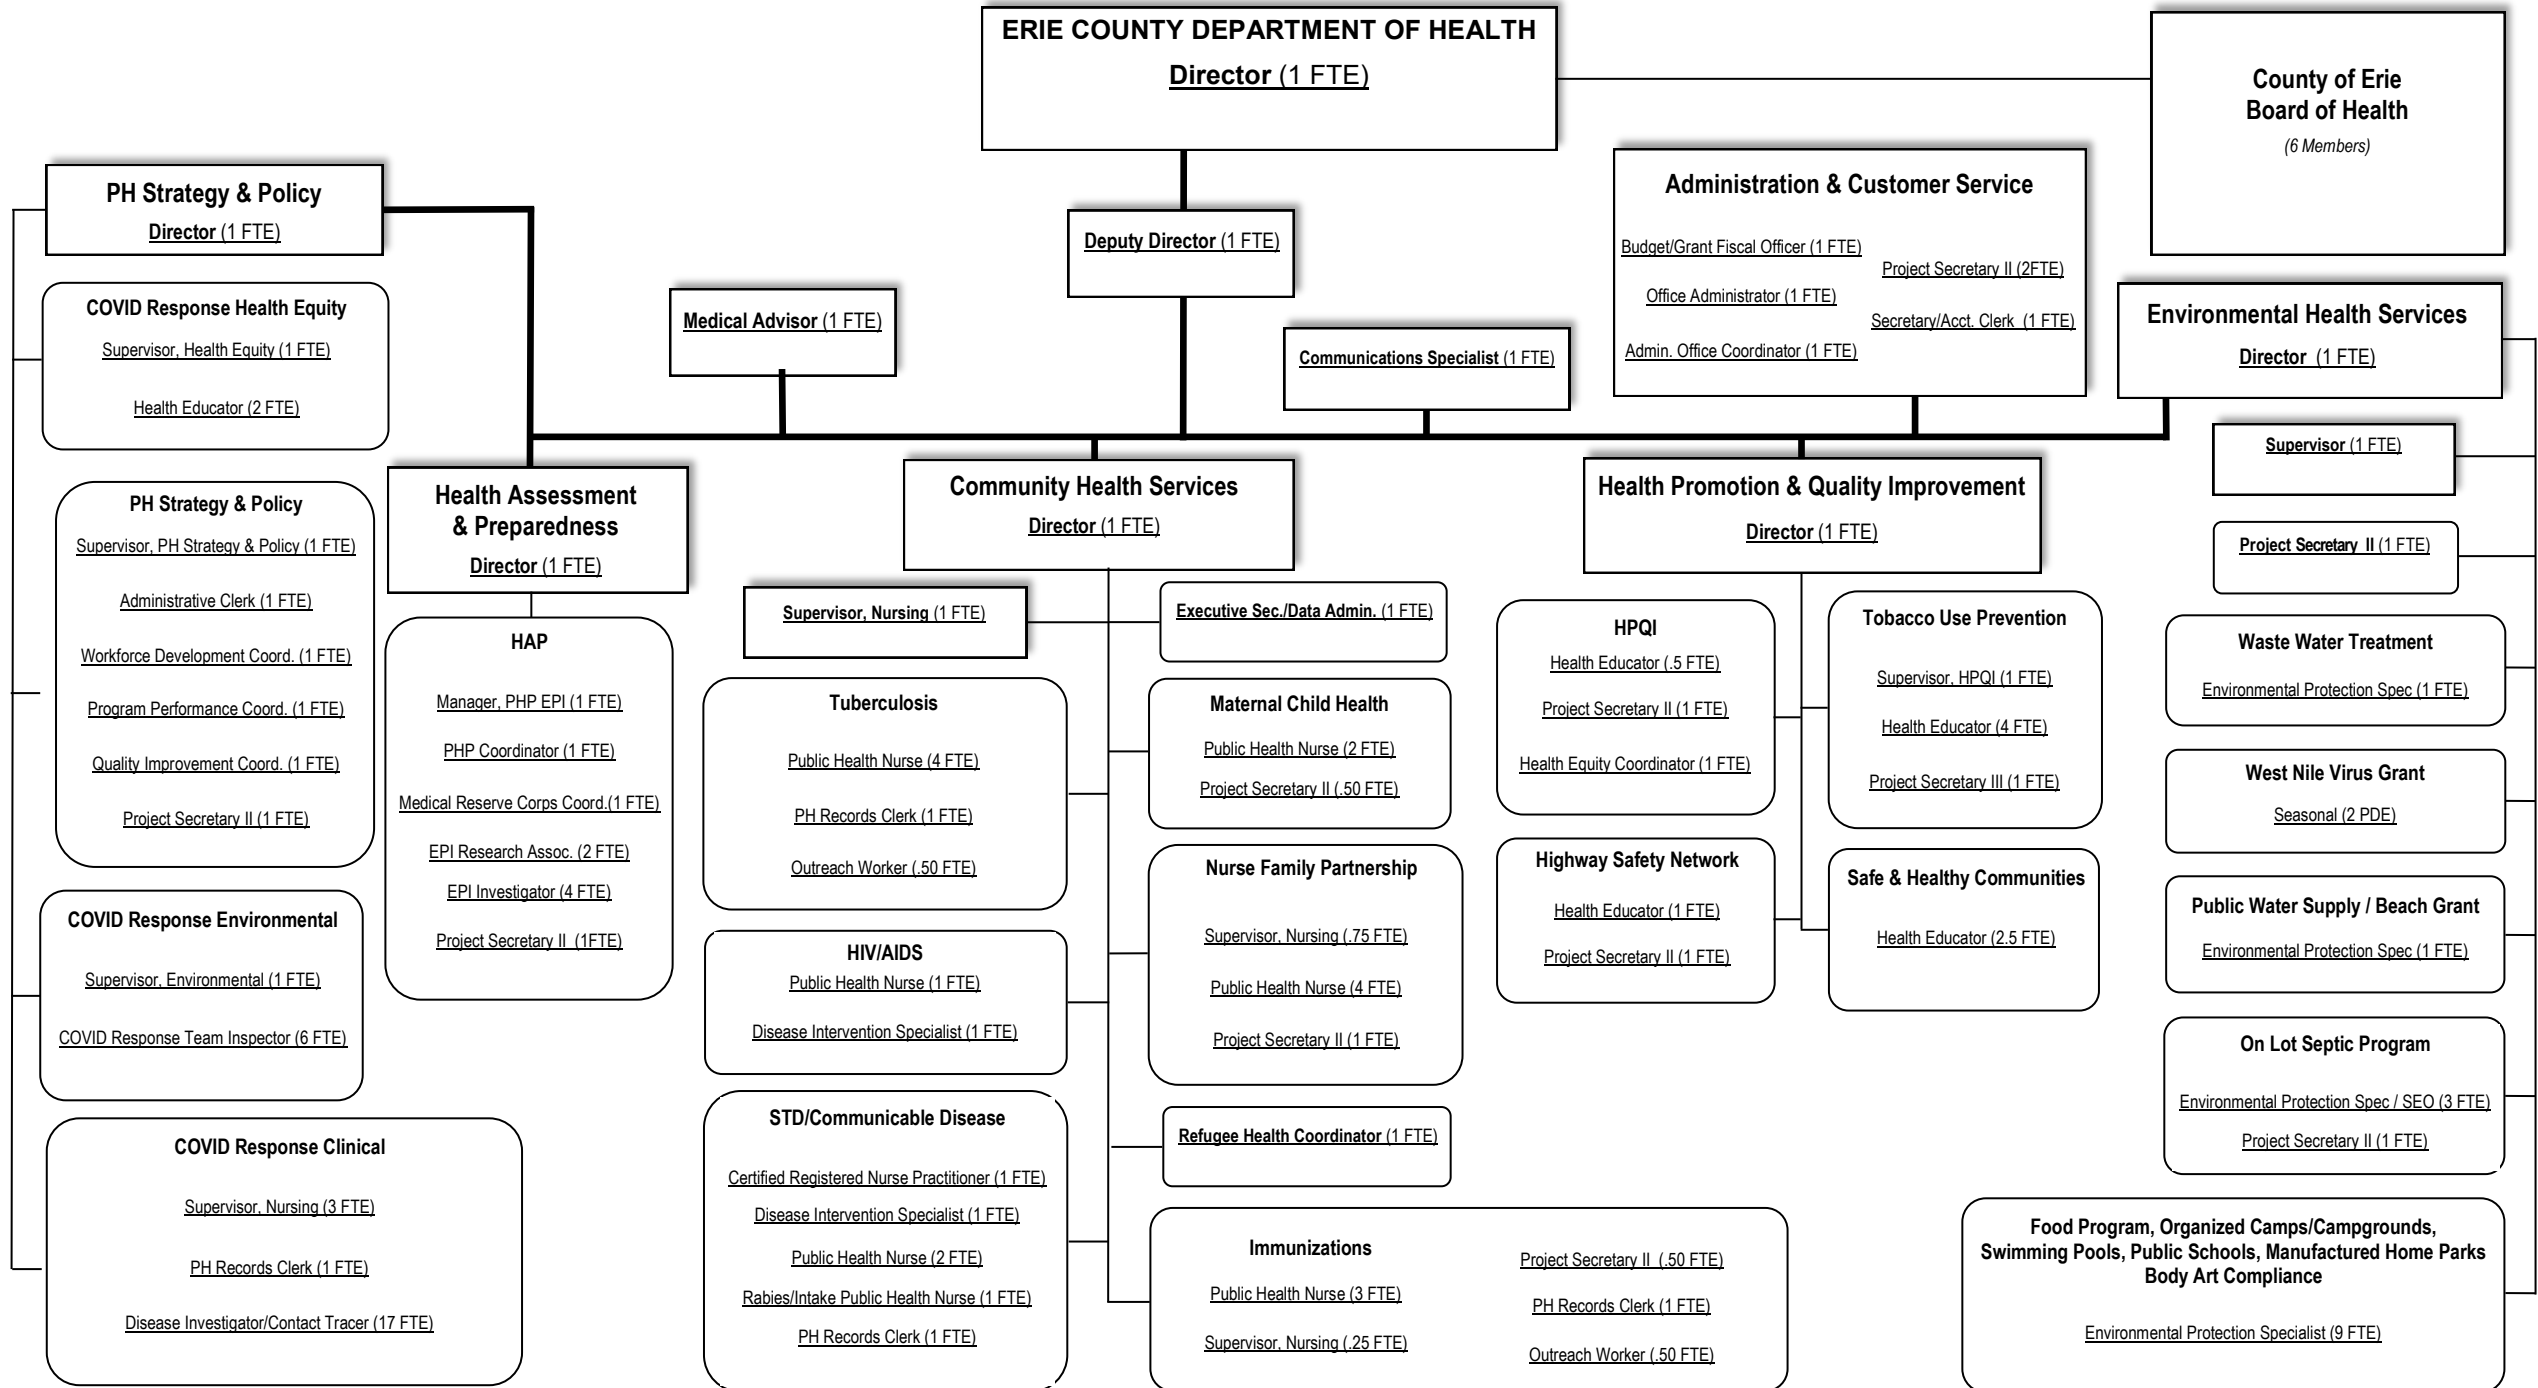 ERIE COUNTY DEPARTMENT OF HEALTH
Director (1 FTE)
County of Erie
Board of Health
(6 Members)
PH Strategy & Policy
Director (1 FTE)
Deputy Director (1 FTE)
Administration & Customer Service
Budget/Grant Fiscal Officer (1 FTE)
Office Administrator (1 FTE)
Admin. Office Coordinator (1 FTE)
Project Secretary II (2FTE)
Secretary/Acct. Clerk (1 FTE)
Medical Advisor (1 FTE)
Communications Specialist (1 FTE)
Environmental Health Services
Director (1 FTE)
COVID Response Health Equity
Supervisor, Health Equity (1 FTE)
Health Educator (2 FTE)
PH Strategy & Policy
Supervisor, PH Strategy & Policy (1 FTE)
Administrative Clerk (1 FTE)
Workforce Development Coord. (1 FTE)
Program Performance Coord. (1 FTE)
Quality Improvement Coord. (1 FTE)
Project Secretary II (1 FTE)
COVID Response Environmental
Supervisor, Environmental (1 FTE)
COVID Response Team Inspector (6 FTE)
COVID Response Clinical
Supervisor, Nursing (3 FTE)
PH Records Clerk (1 FTE)
Disease Investigator/Contact Tracer (17 FTE)
Health Assessment
& Preparedness
Director (1 FTE)
HAP
Manager, PHP EPI (1 FTE)
PHP Coordinator (1 FTE)
Medical Reserve Corps Coord.(1 FTE)
EPI Research Assoc. (2 FTE)
EPI Investigator (4 FTE)
Project Secretary II (1FTE)
Community Health Services
Director (1 FTE)
Supervisor, Nursing (1 FTE)
Executive Sec./Data Admin. (1 FTE)
Tuberculosis
Public Health Nurse (4 FTE)
PH Records Clerk (1 FTE)
Outreach Worker (.50 FTE)
HIV/AIDS
Public Health Nurse (1 FTE)
Disease Intervention Specialist (1 FTE)
STD/Communicable Disease
Certified Registered Nurse Practitioner (1 FTE)
Disease Intervention Specialist (1 FTE)
Public Health Nurse (2 FTE)
Rabies/Intake Public Health Nurse (1 FTE)
PH Records Clerk (1 FTE)
Maternal Child Health
Public Health Nurse (2 FTE)
Project Secretary II (.50 FTE)
Nurse Family Partnership
Supervisor, Nursing (.75 FTE)
Public Health Nurse (4 FTE)
Project Secretary II (1 FTE)
Refugee Health Coordinator (1 FTE)
Immunizations
Public Health Nurse (3 FTE)
Supervisor, Nursing (.25 FTE)
Project Secretary II (.50 FTE)
PH Records Clerk (1 FTE)
Outreach Worker (.50 FTE)
Health Promotion & Quality Improvement
Director (1 FTE)
HPQI
Health Educator (.5 FTE)
Project Secretary II (1 FTE)
Health Equity Coordinator (1 FTE)
Highway Safety Network
Health Educator (1 FTE)
Project Secretary II (1 FTE)
Tobacco Use Prevention
Supervisor, HPQI (1 FTE)
Health Educator (4 FTE)
Project Secretary III (1 FTE)
Safe & Healthy Communities
Health Educator (2.5 FTE)
Supervisor (1 FTE)
Project Secretary II (1 FTE)
Waste Water Treatment
Environmental Protection Spec (1 FTE)
West Nile Virus Grant
Seasonal (2 PDE)
Public Water Supply / Beach Grant
Environmental Protection Spec (1 FTE)
On Lot Septic Program
Environmental Protection Spec / SEO (3 FTE)
Project Secretary II (1 FTE)
Food Program, Organized Camps/Campgrounds,
Swimming Pools, Public Schools, Manufactured Home Parks
Body Art Compliance
Environmental Protection Specialist (9 FTE)